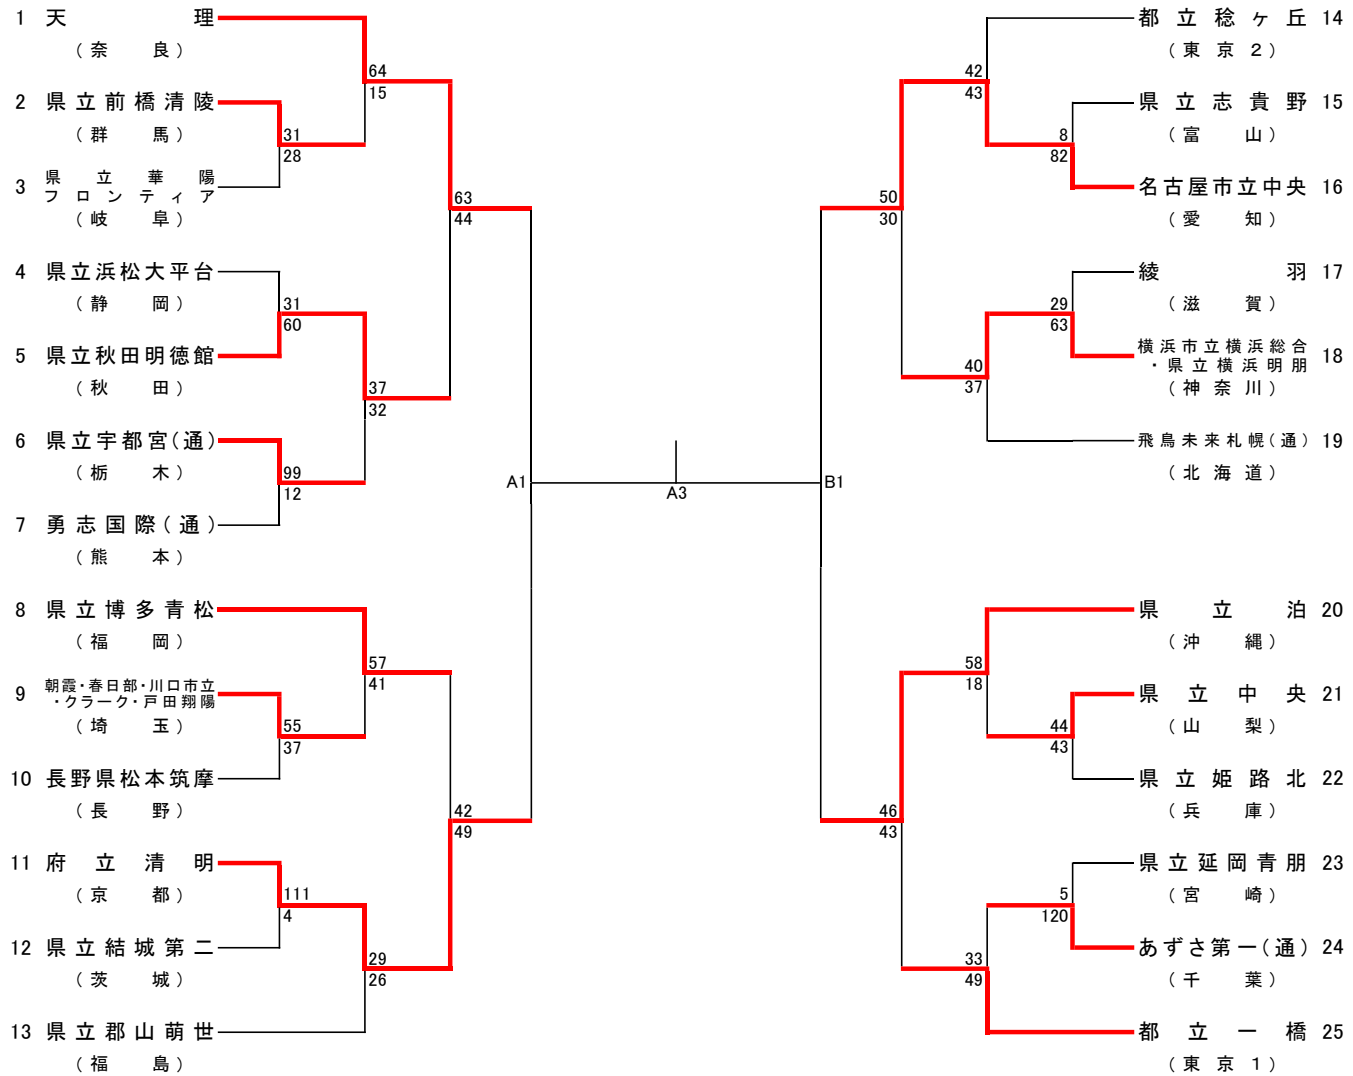 1 天理
(奈良)
2 県立前橋清陵
(群馬)
3 県立華陽
フロンティア
(岐阜)
4 県立浜松大平台
(静岡)
5 県立秋田明徳館
(秋田)
6 県立宇都宮(通)
(栃木)
7 勇志国際(通)
(熊本)
8 県立博多青松
(福岡)
9 朝霞・春日部・川口市立
・クラーク・戸田翔陽
(埼玉)
10 長野県松本筑摩
(長野)
11 府立清明
(京都)
12 県立結城第二
(茨城)
13 県立郡山萌世
(福島)
64
15
31
28
63
44
31
60
37
32
99
12
57
41
55
37
42
49
111
4
29
26
A1
A3
B1
42
43
8
82
50
30
29
63
40
37
58
18
44
43
46
43
5
120
33
49
都立稔ヶ丘 14
(東京2)
県立志貴野 15
(富山)
名古屋市立中央 16
(愛知)
綾羽 17
(滋賀)
横浜市立横浜総合
・県立横浜明朋 18
(神奈川)
飛鳥未来札幌(通) 19
(北海道)
県立泊 20
(沖縄)
県立中央 21
(山梨)
県立姫路北 22
(兵庫)
県立延岡青朋 23
(宮崎)
あずさ第一(通) 24
(千葉)
都立一橋 25
(東京1)